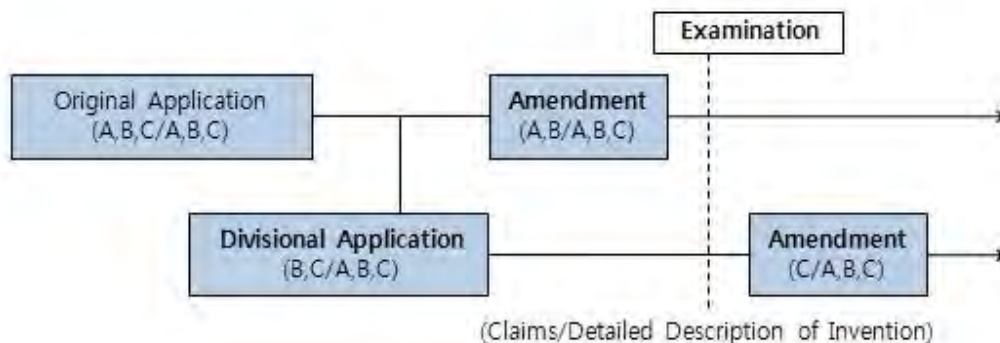 Examination
Original Application
(A,B,C/A,B,C)
Amendment
(A,B/A,B,C)
Divisional Application
(B,C/A,B,C)
Amendment
(C/A,B,C)
(Claims/Detailed Description of Invention)